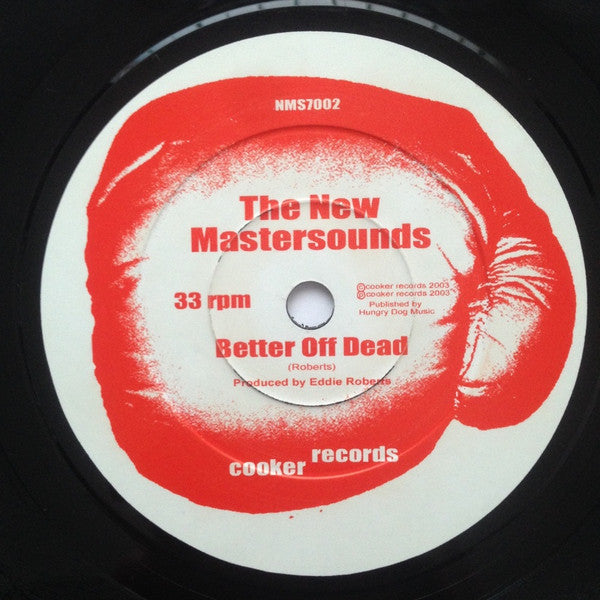 NMS7002
The New
Mastersounds
33 rpm
©cooker records 2003
℗cooker records 2003
Published by
Hungry Dog Music
Better Off Dead
(Roberts)
Produced by Eddie Roberts
cooker records